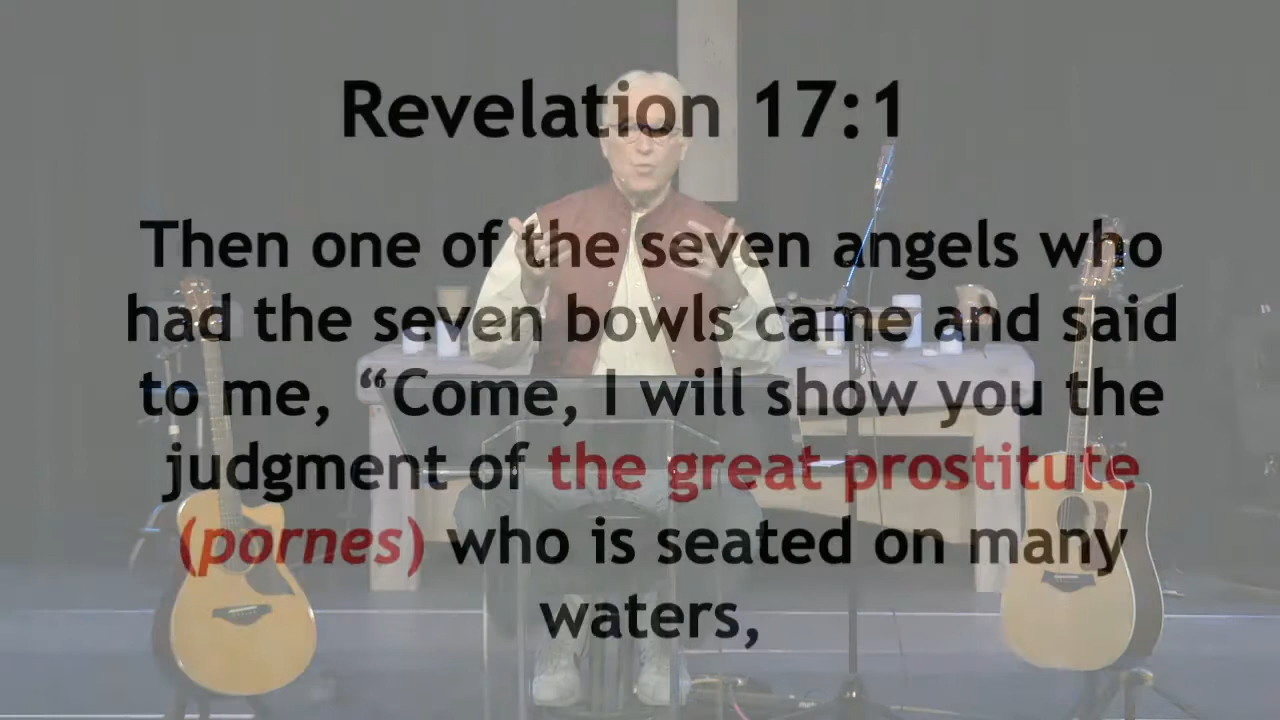 Revelation 17:1
Then one of the seven angels who
had the seven bowls came and said
to me, “Come, I will show you the
judgment of the great prostitute
(pornes) who is seated on many
waters,